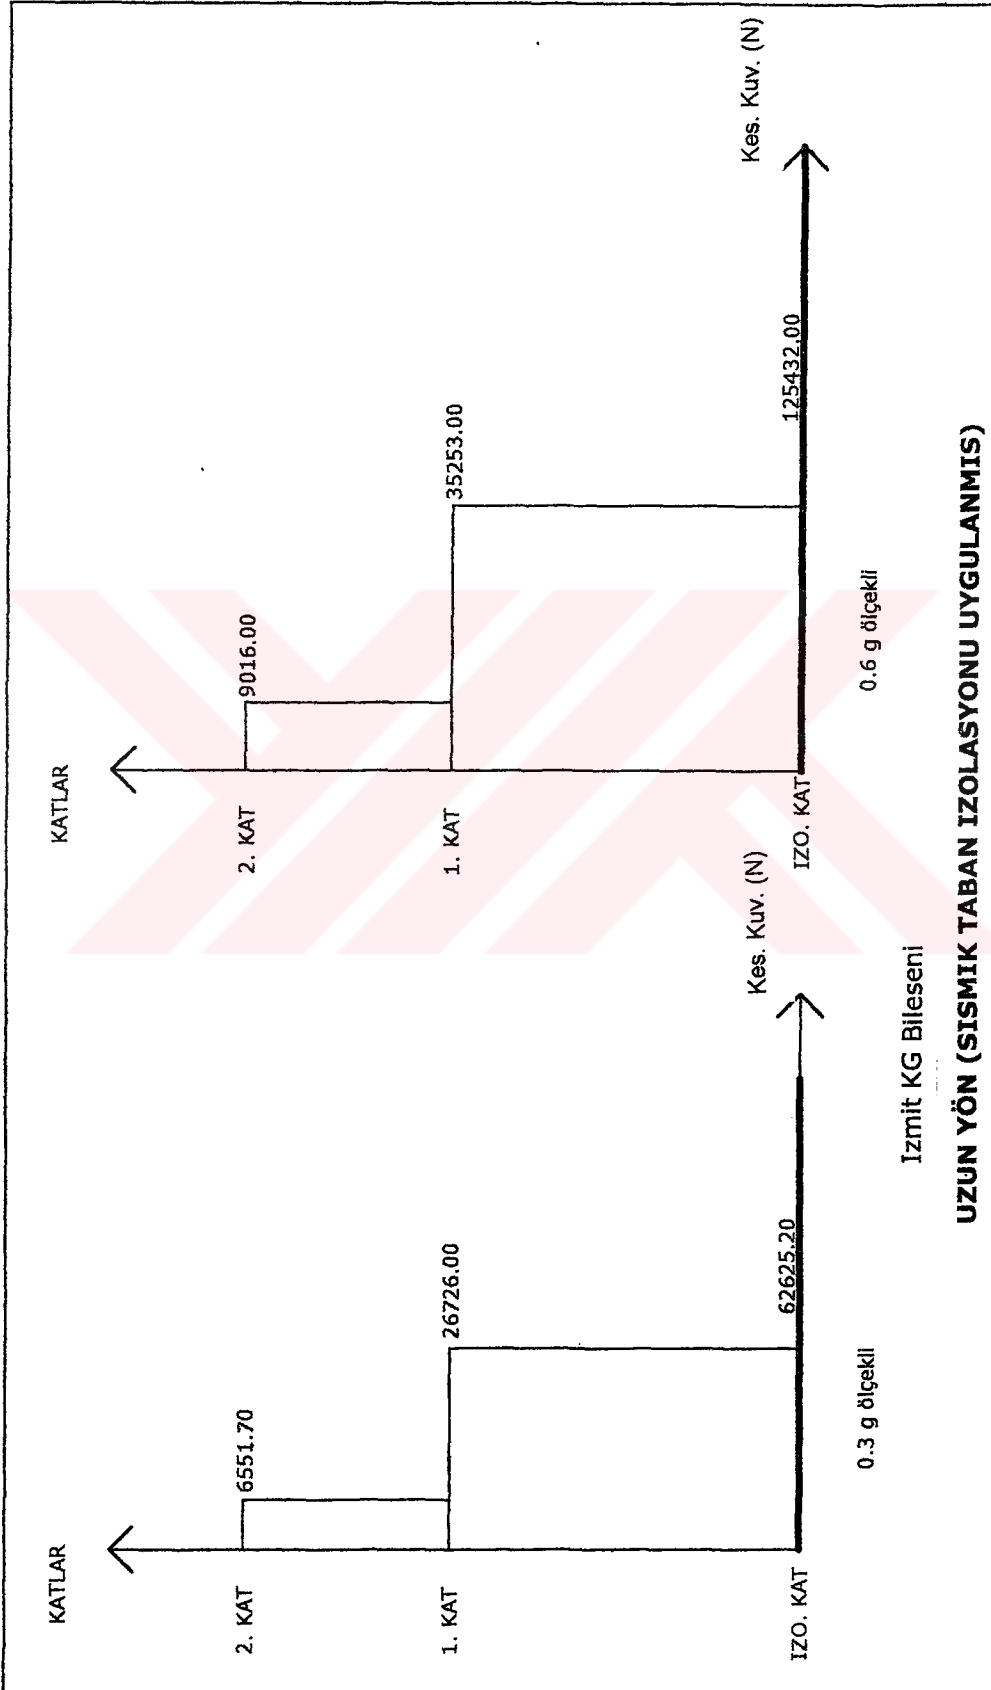 KATLAR
2. KAT
6551.70
1. KAT
26726.00
IZO. KAT
62625.20
Kes. Kuv. (N)
0.3 g ölçekli
KATLAR
2. KAT
9016.00
1. KAT
35253.00
IZO. KAT
125432.00
Kes. Kuv. (N)
0.6 g ölçekli
Izmit KG Bileseni
UZUN YÖN (SISMIK TABAN IZOLASYONU UYGULANMIS)